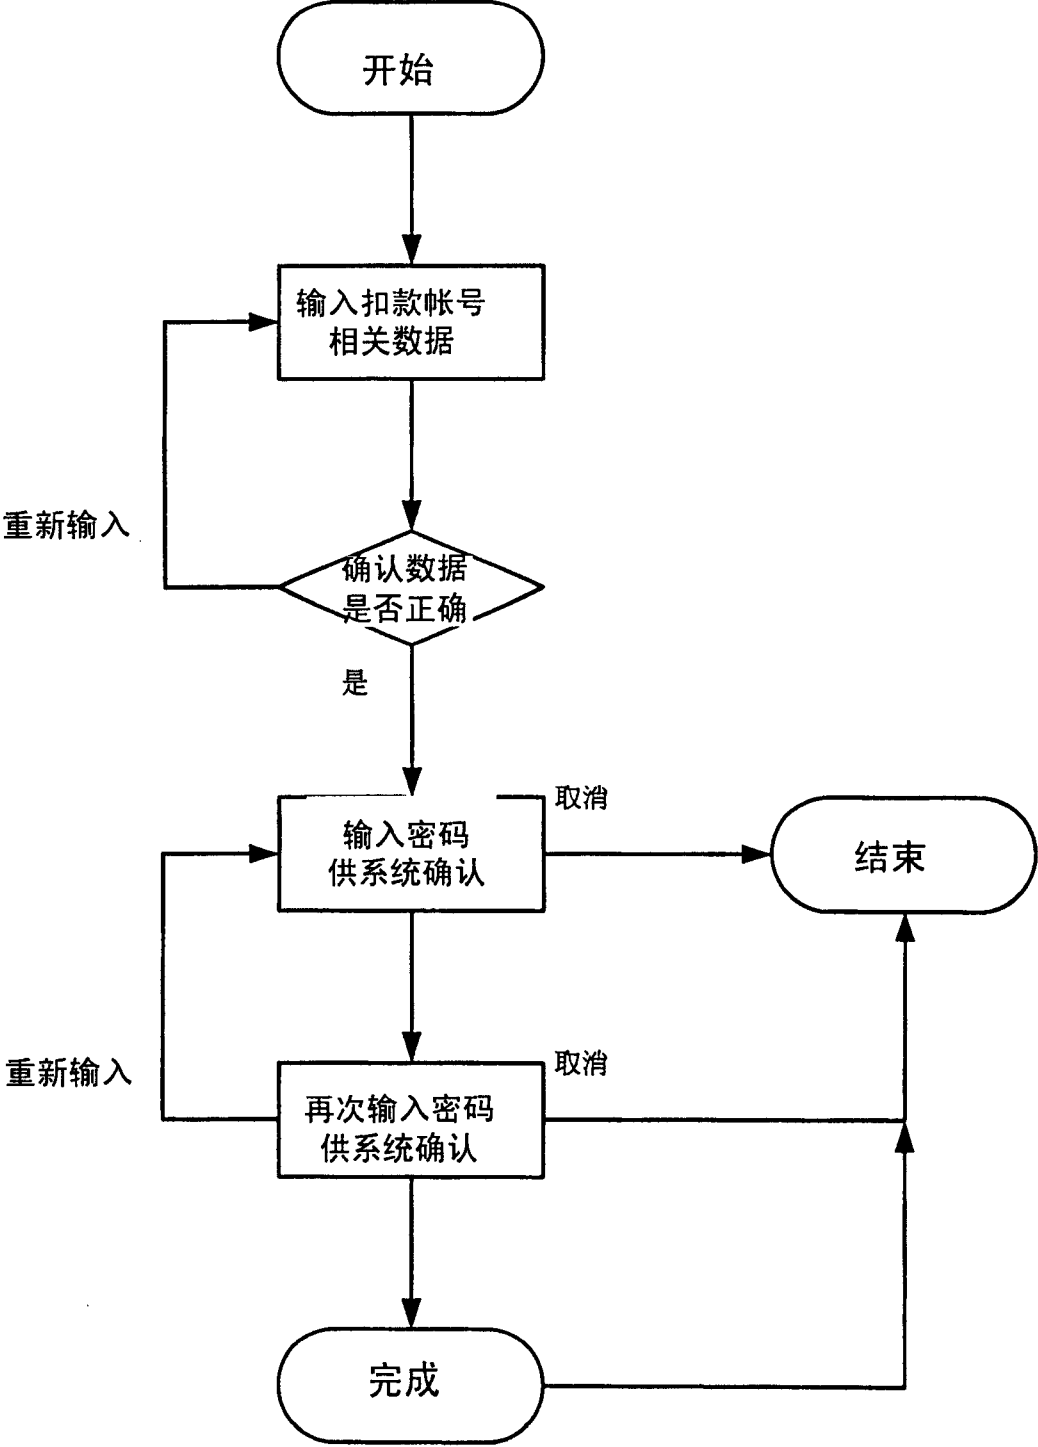 开始
输入扣款帐号
相关数据
重新输入
确认数据
是否正确
是
取消
输入密码
供系统确认
结束
取消
重新输入
再次输入密码
供系统确认
完成